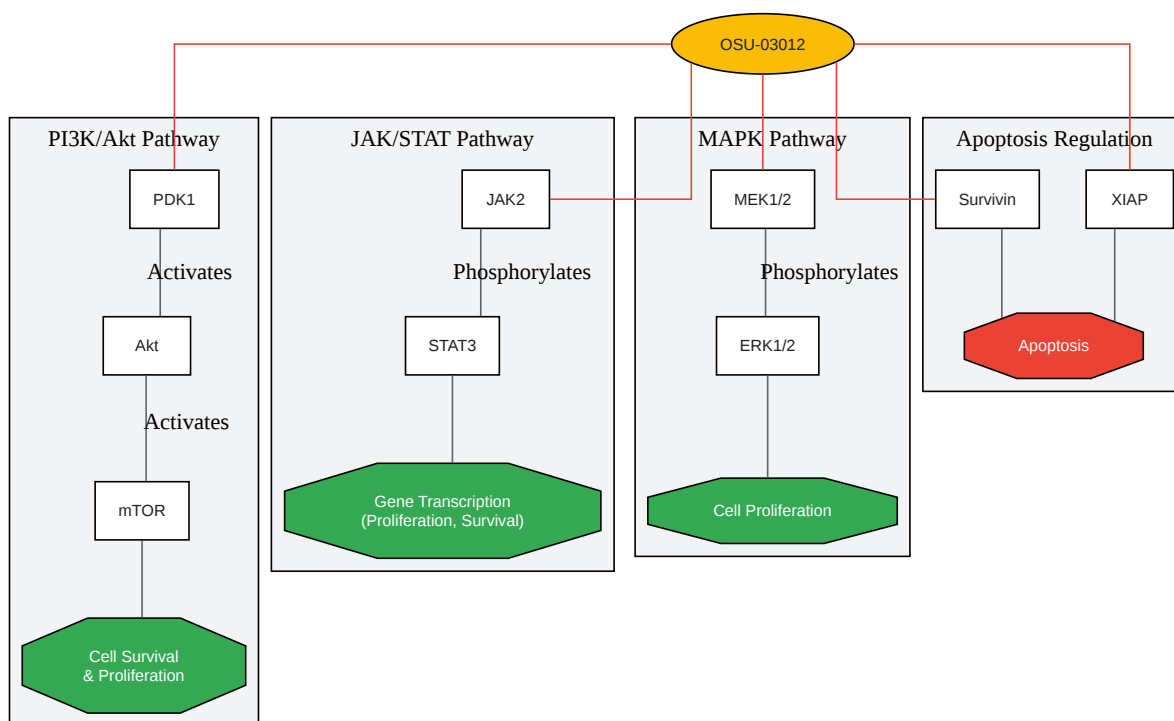 OSU-03012
PI3K/Akt Pathway
PDK1
Activates
Akt
Activates
mTOR
Cell Survival
& Proliferation
JAK/STAT Pathway
JAK2
Phosphorylates
STAT3
Gene Transcription
(Proliferation, Survival)
MAPK Pathway
MEK1/2
Phosphorylates
ERK1/2
Cell Proliferation
Apoptosis Regulation
Survivin
XIAP
Apoptosis